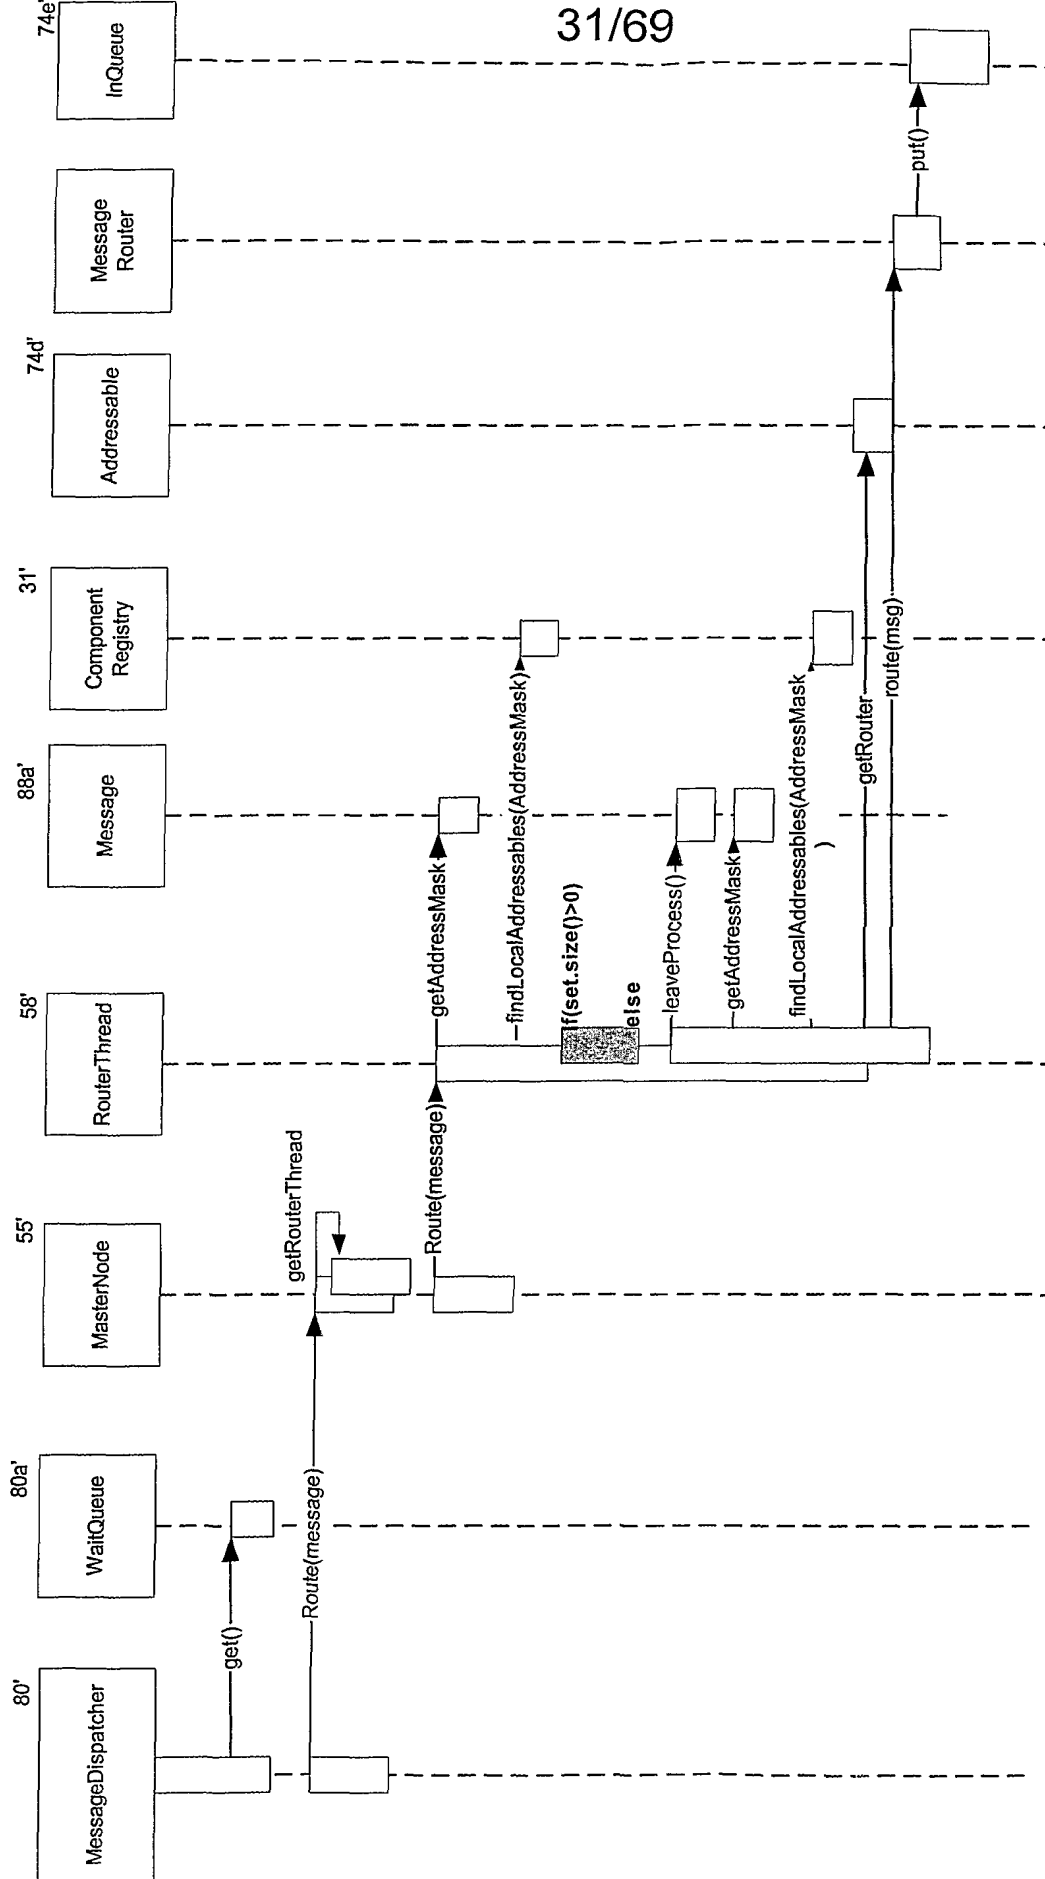 31/69
80'
MessageDispatcher
80a'
WaitQueue
55'
MasterNode
58'
RouterThread
88a'
Message
31'
Component
Registry
74d'
Addressable
Message
Router
74e'
InQueue
get()
Route(message)
getRouterThread
Route(message)
getAddressMask
findLocalAddressables(AddressMask)
if(set.size()>0)
else
leaveProcess()
getAddressMask
findLocalAddressables(AddressMask
)
getRouter
route(msg)
put()